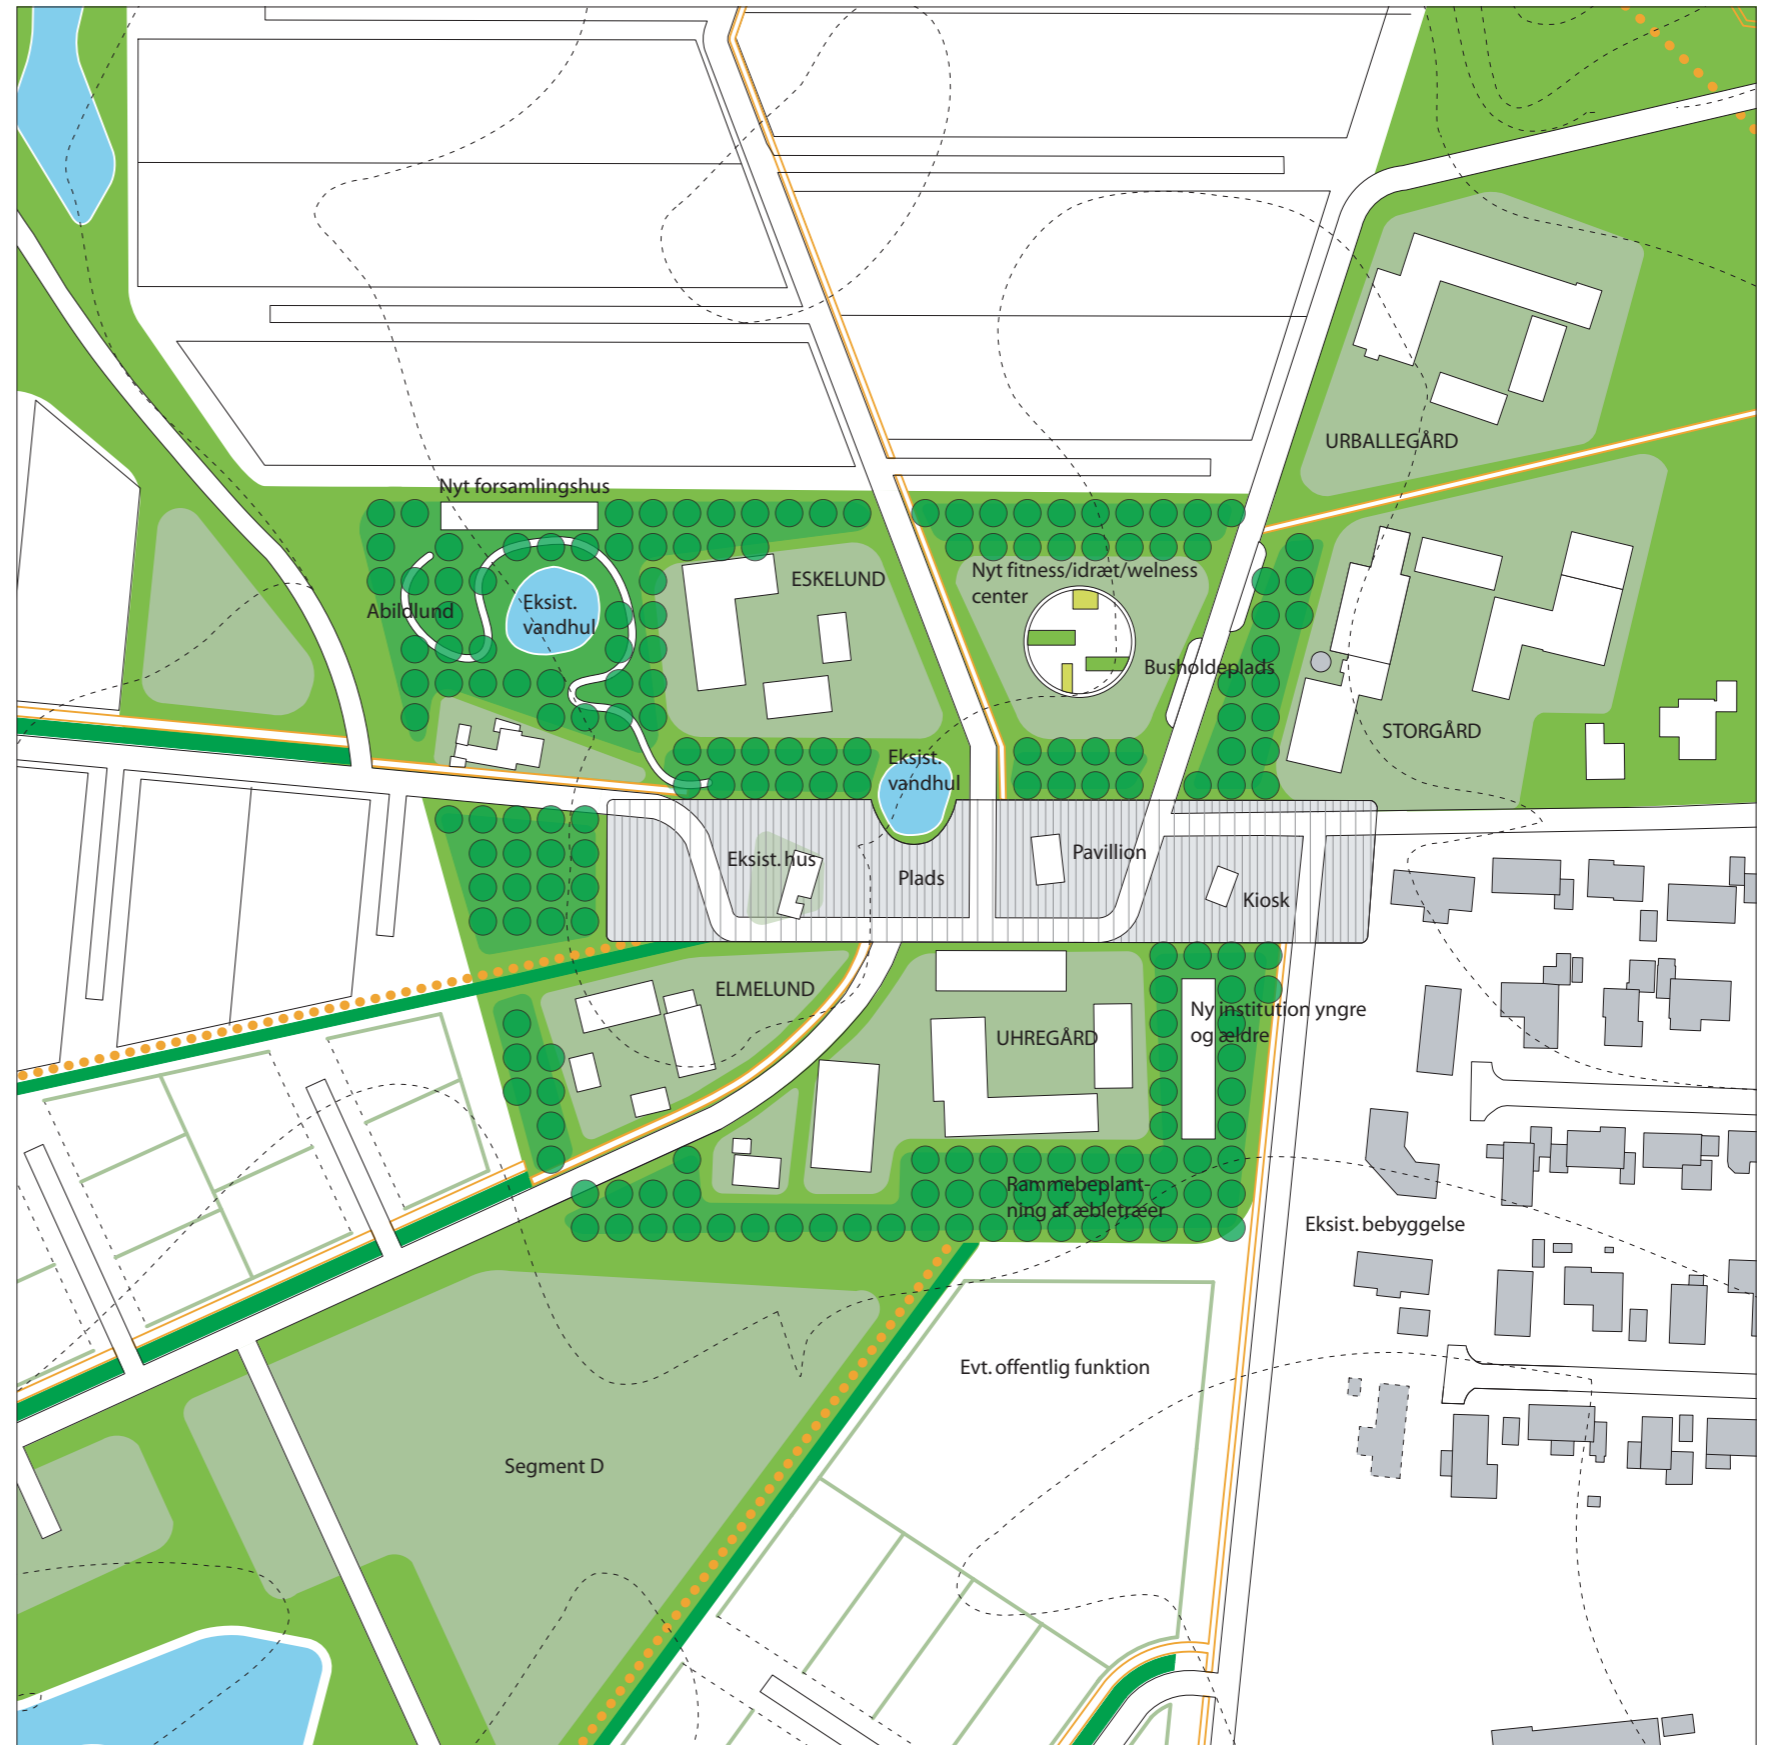 URBALLEGÅRD
Nyt forsamlingshus
ESKELUND
Nyt fitness/idræt/welness
center
Abildlund
Eksist.
vandhul
Busholdeplads
STORGÅRD
Eksist.
vandhul
Eksist. hus
Plads
Pavillion
Kiosk
ELMELUND
UHREGÅRD
Ny institution yngre
og ældre
Rammebeplant-
ning af æbletræer
Eksist. bebyggelse
Evt. offentlig funktion
Segment D